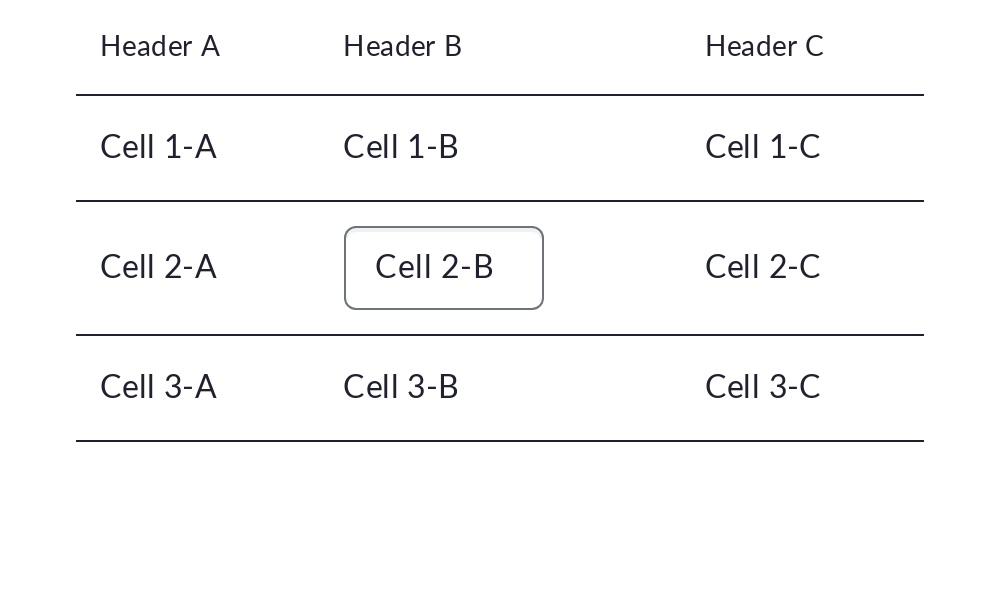 Header A Header B Header C
Cell 1-A Cell 1-B Cell 1-C
Cell 2-A Cell 2-B Cell 2-C
Cell 3-A Cell 3-B Cell 3-C